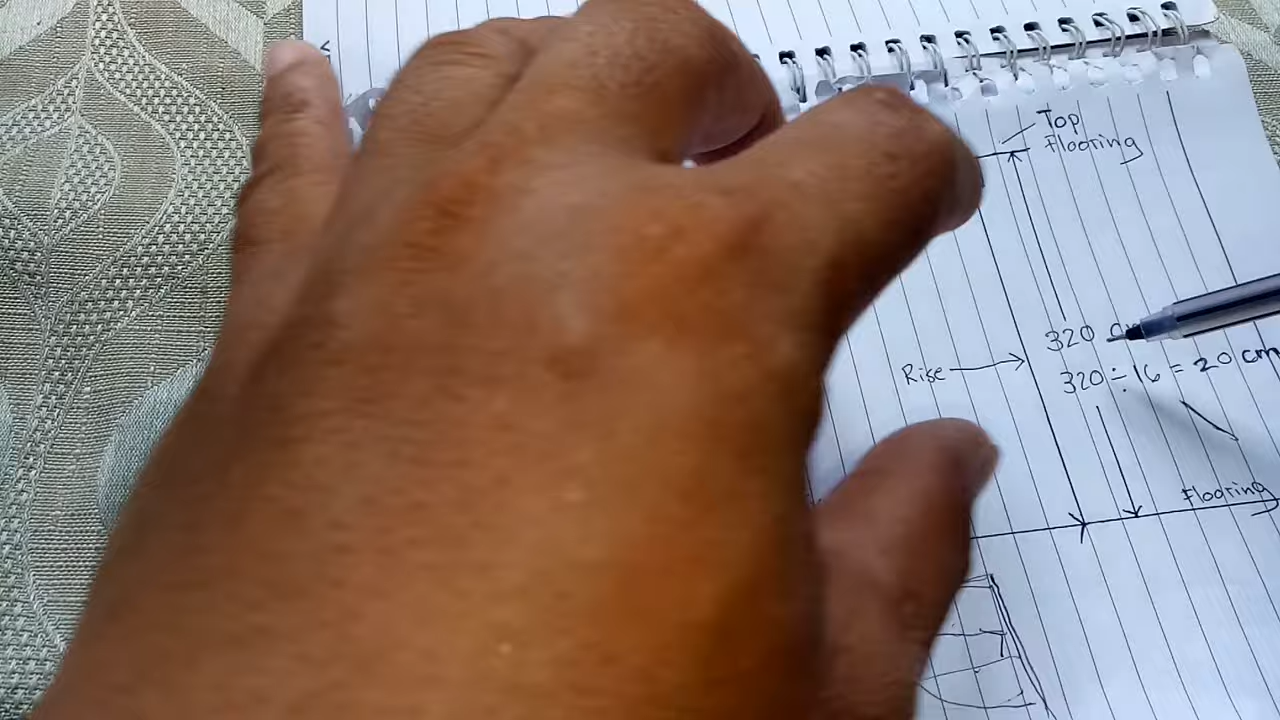 Top
Flooring
320
Rise
320 ÷ 16 = 20 cm
Flooring